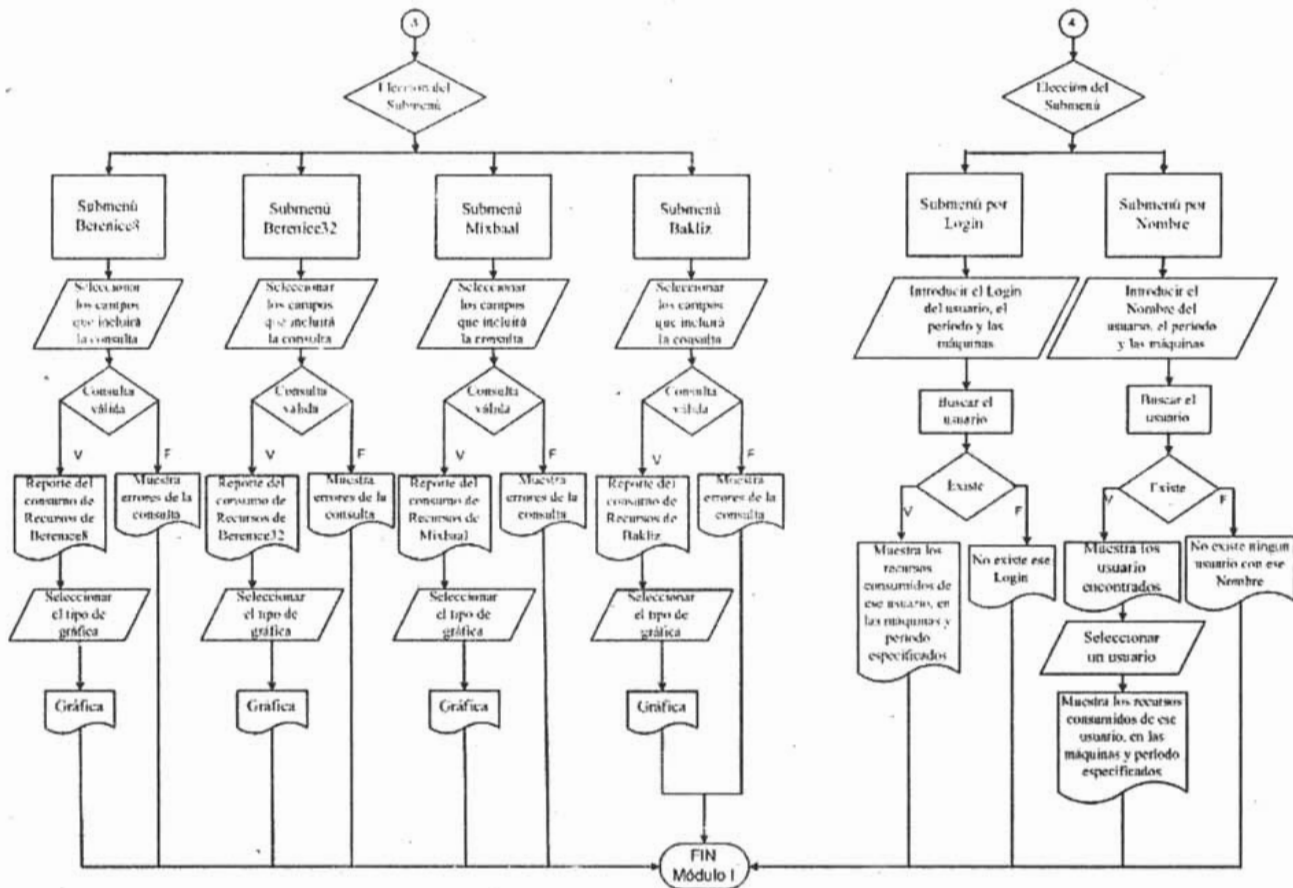 3
Elección del
Submenú
Submenú
Berenice8
Submenú
Berenice32
Submenú
Mixbaal
Submenú
Bakliz
Seleccionar
los campos
que incluirá
la consulta
Seleccionar
los campos
que incluirá
la consulta
Seleccionar
los campos
que incluirá
la consulta
Seleccionar
los campos
que incluirá
la consulta
Consulta
válida
Consulta
válida
Consulta
válida
Consulta
válida
V
F
V
F
V
F
V
F
Reporte del
consumo de
Recursos de
Berenice8
Muestra
errores de la
consulta
Reporte del
consumo de
Recursos de
Berenice32
Muestra
errores de la
consulta
Reporte del
consumo de
Recursos de
Mixbaal
Muestra
errores de la
consulta
Reporte del
consumo de
Recursos de
Bakliz
Muestra
errores de la
consulta
Seleccionar
el tipo de
gráfica
Seleccionar
el tipo de
gráfica
Seleccionar
el tipo de
gráfica
Seleccionar
el tipo de
gráfica
Gráfica
Gráfica
Gráfica
Gráfica
4
Elección del
Submenú
Submenú por
Login
Submenú por
Nombre
Introducir el Login
del usuario, el
periodo y las
máquinas
Introducir el
Nombre del
usuario, el periodo
y las máquinas
Buscar el
usuario
Buscar el
usuario
Existe
Existe
V
F
V
F
Muestra los
recursos
consumidos de
ese usuario, en
las máquinas y
periodo
especificados
No existe ese
Login
Muestra los
usuario
encontrados
No existe ningun
usuario con ese
Nombre
Seleccionar
un usuario
Muestra los recursos
consumidos de ese
usuario, en las
máquinas y periodo
especificados
FIN
Módulo I